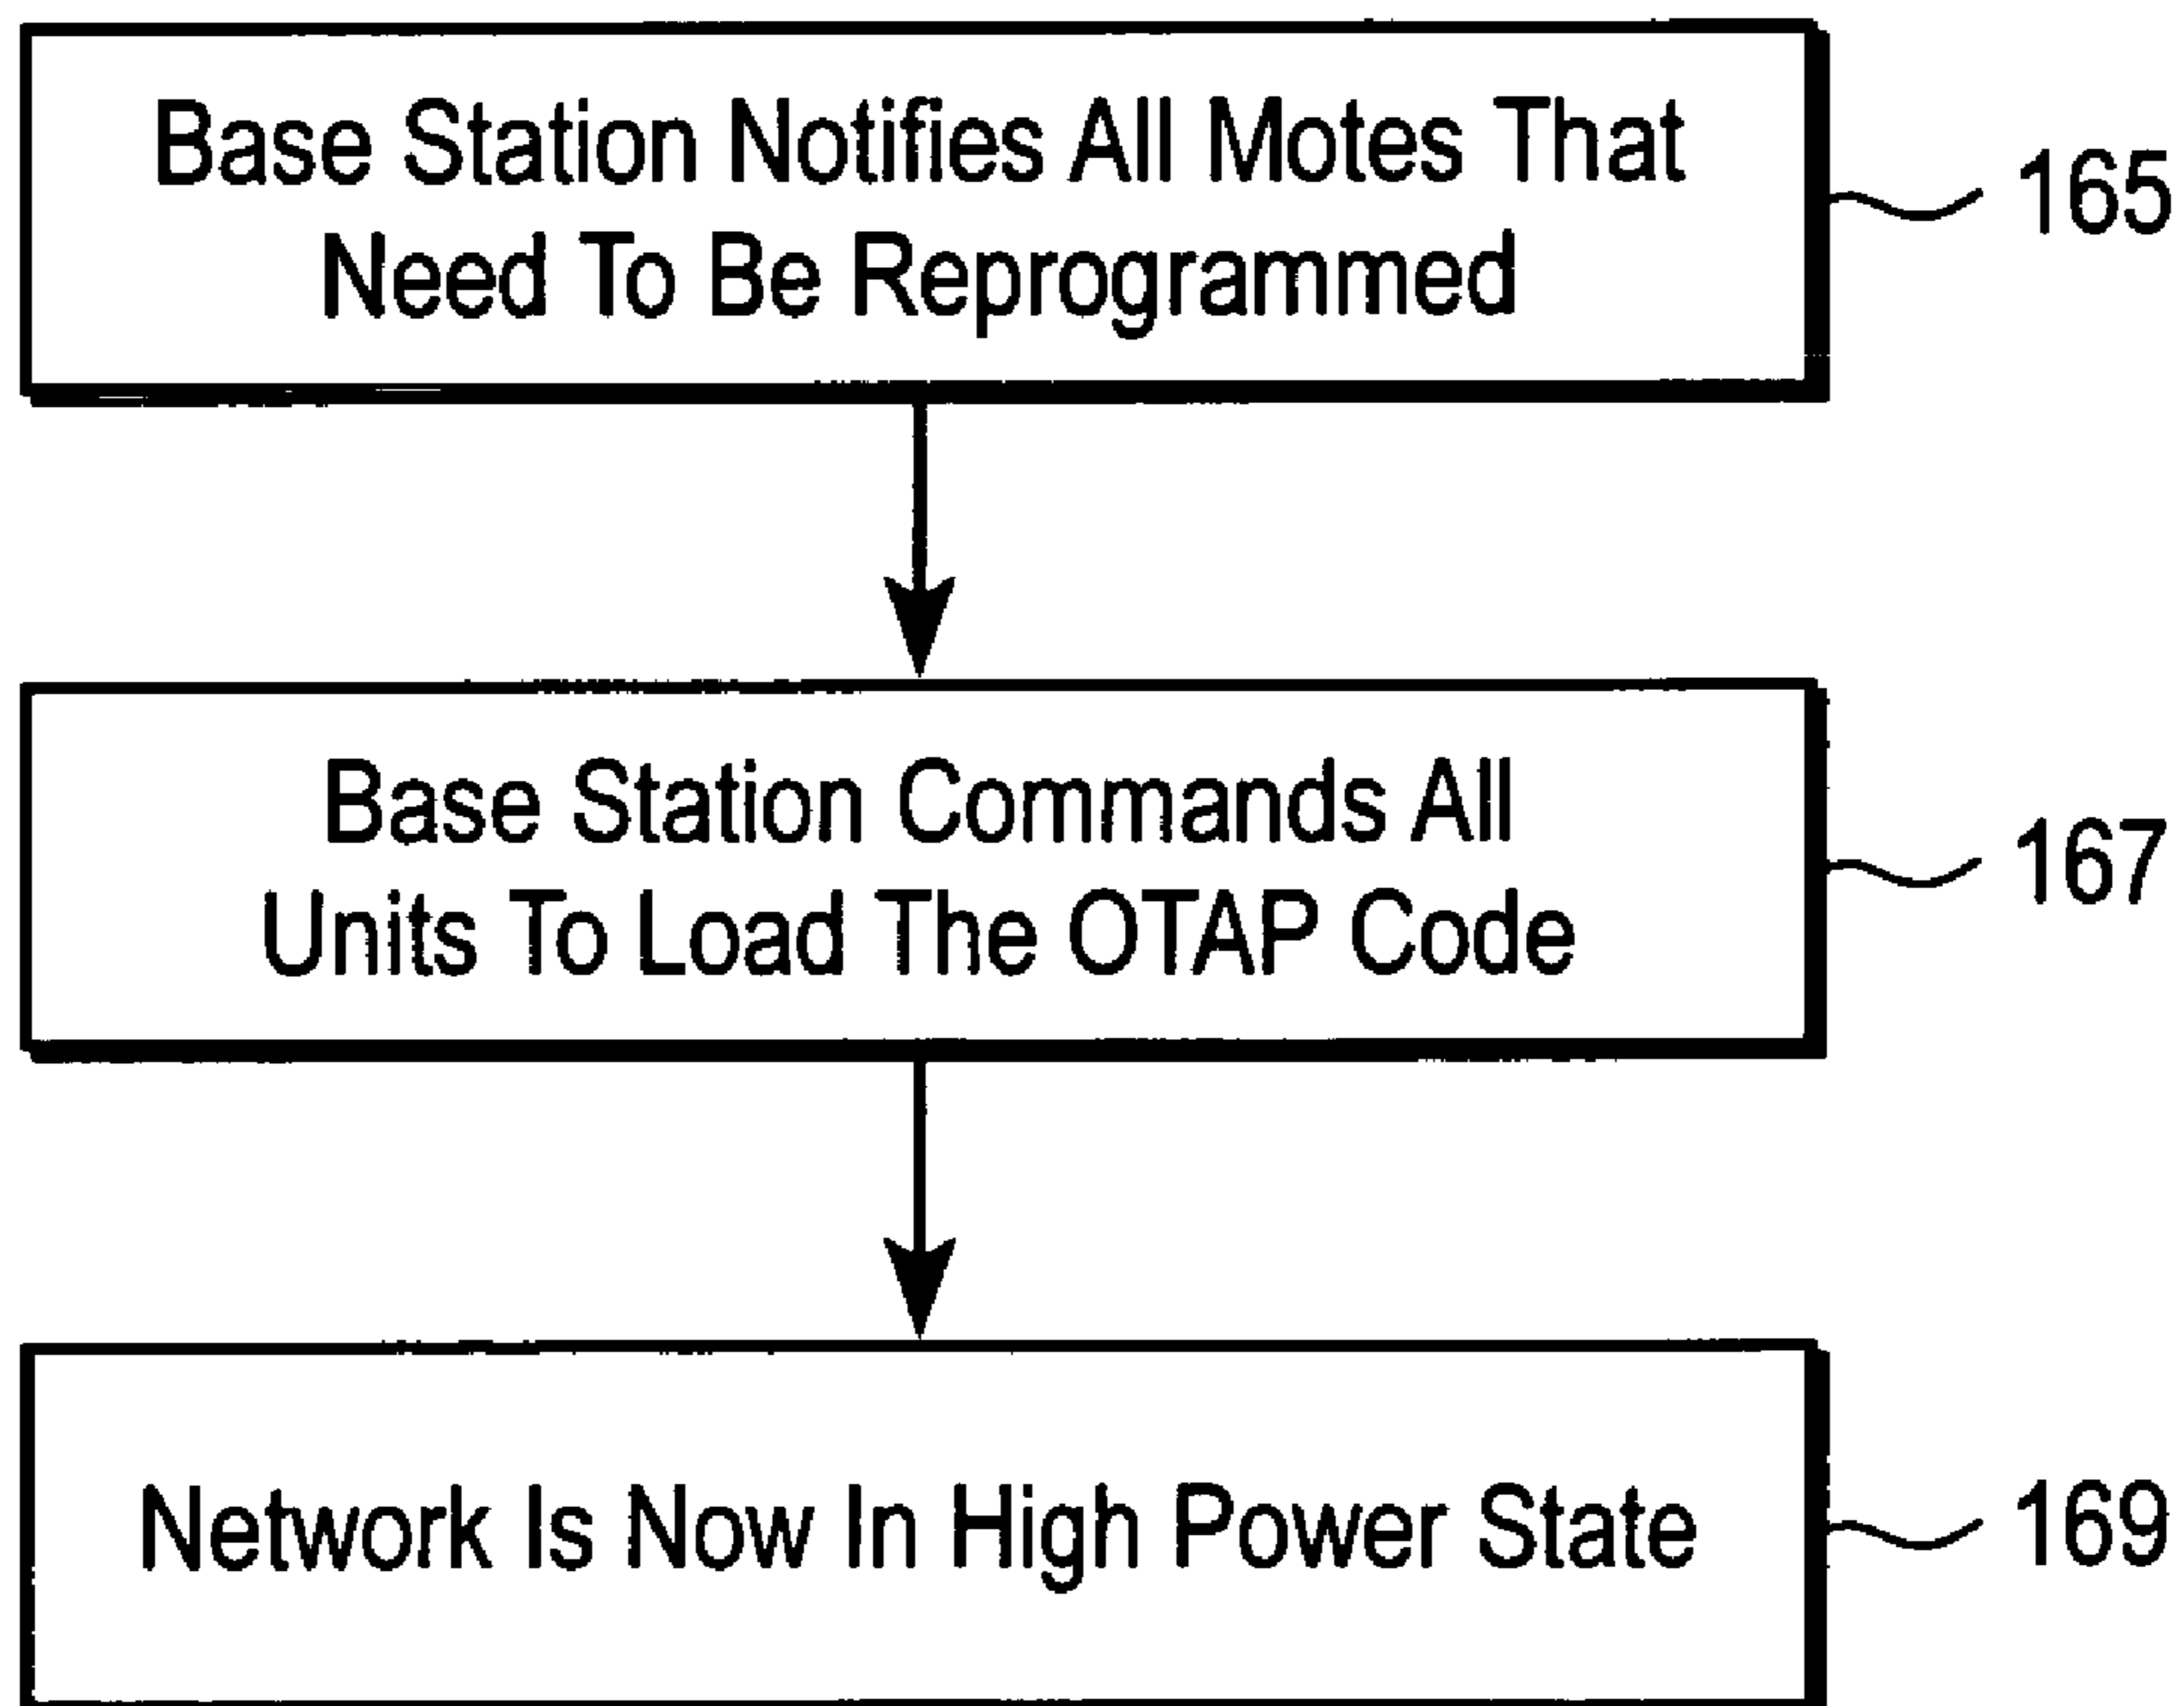 Base Station Notifies All Motes That
Need To Be Reprogrammed
165
Base Station Commands All
Units To Load The OTAP Code
167
Network Is Now In High Power State
169